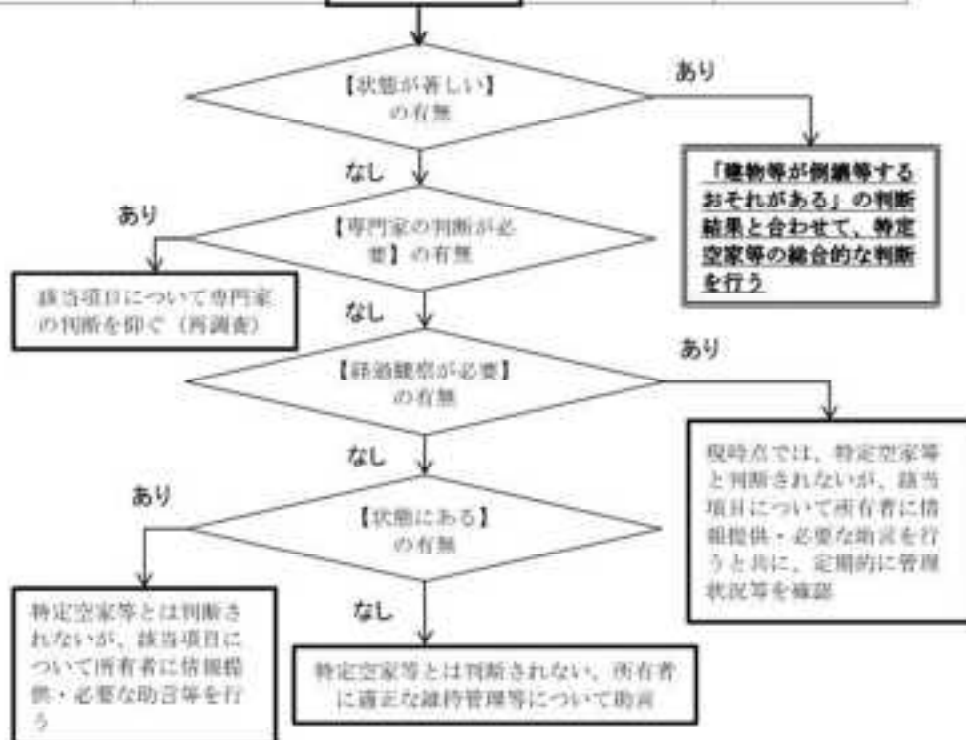 【状態が著しい】
の有無
あり
「建物等が倒壊等する
おそれがある」の判断
結果と合わせて、特定
空家等の総合的な判断
を行う
なし
【専門家の判断が必
要】の有無
あり
該当項目について専門家
の判断を仰ぐ（再調査）
なし
【経過観察が必要】
の有無
あり
現時点では、特定空家等
と判断されないが、該当
項目について所有者に情
報提供・必要な助言を行
うと共に、定期的に管理
状況等を確認
なし
【状態にある】
の有無
あり
特定空家等とは判断さ
れないが、該当項目に
ついて所有者に情報提
供・必要な助言等を行
う
なし
特定空家等とは判断されない、所有者
に適正な維持管理等について助言